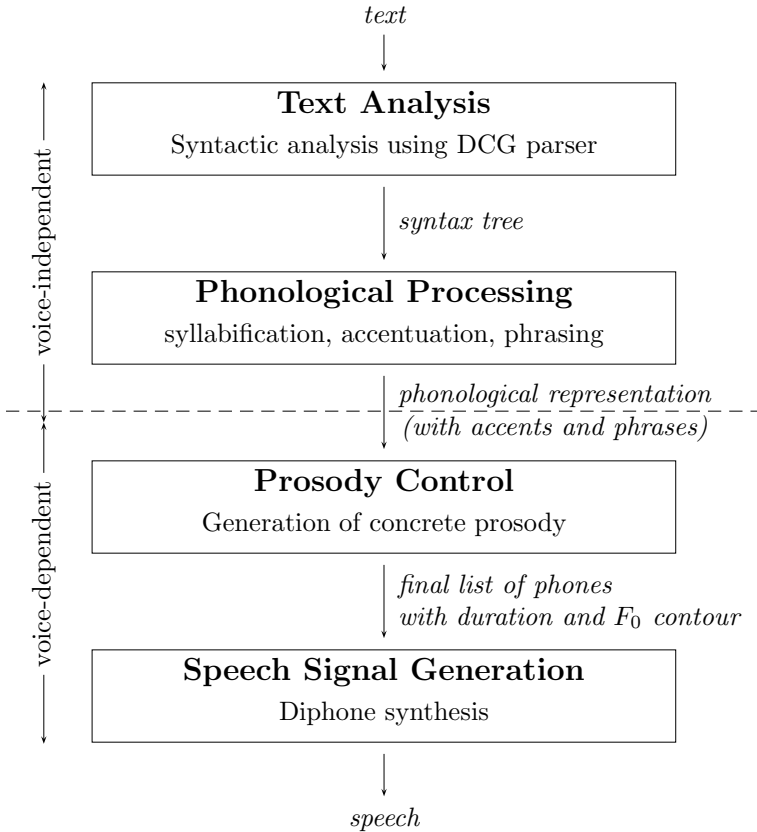 text
Text Analysis
Syntactic analysis using DCG parser
syntax tree
voice-independent
Phonological Processing
syllabification, accentuation, phrasing
phonological representation
(with accents and phrases)
Prosody Control
Generation of concrete prosody
voice-dependent
final list of phones
with duration and F₀ contour
Speech Signal Generation
Diphone synthesis
speech